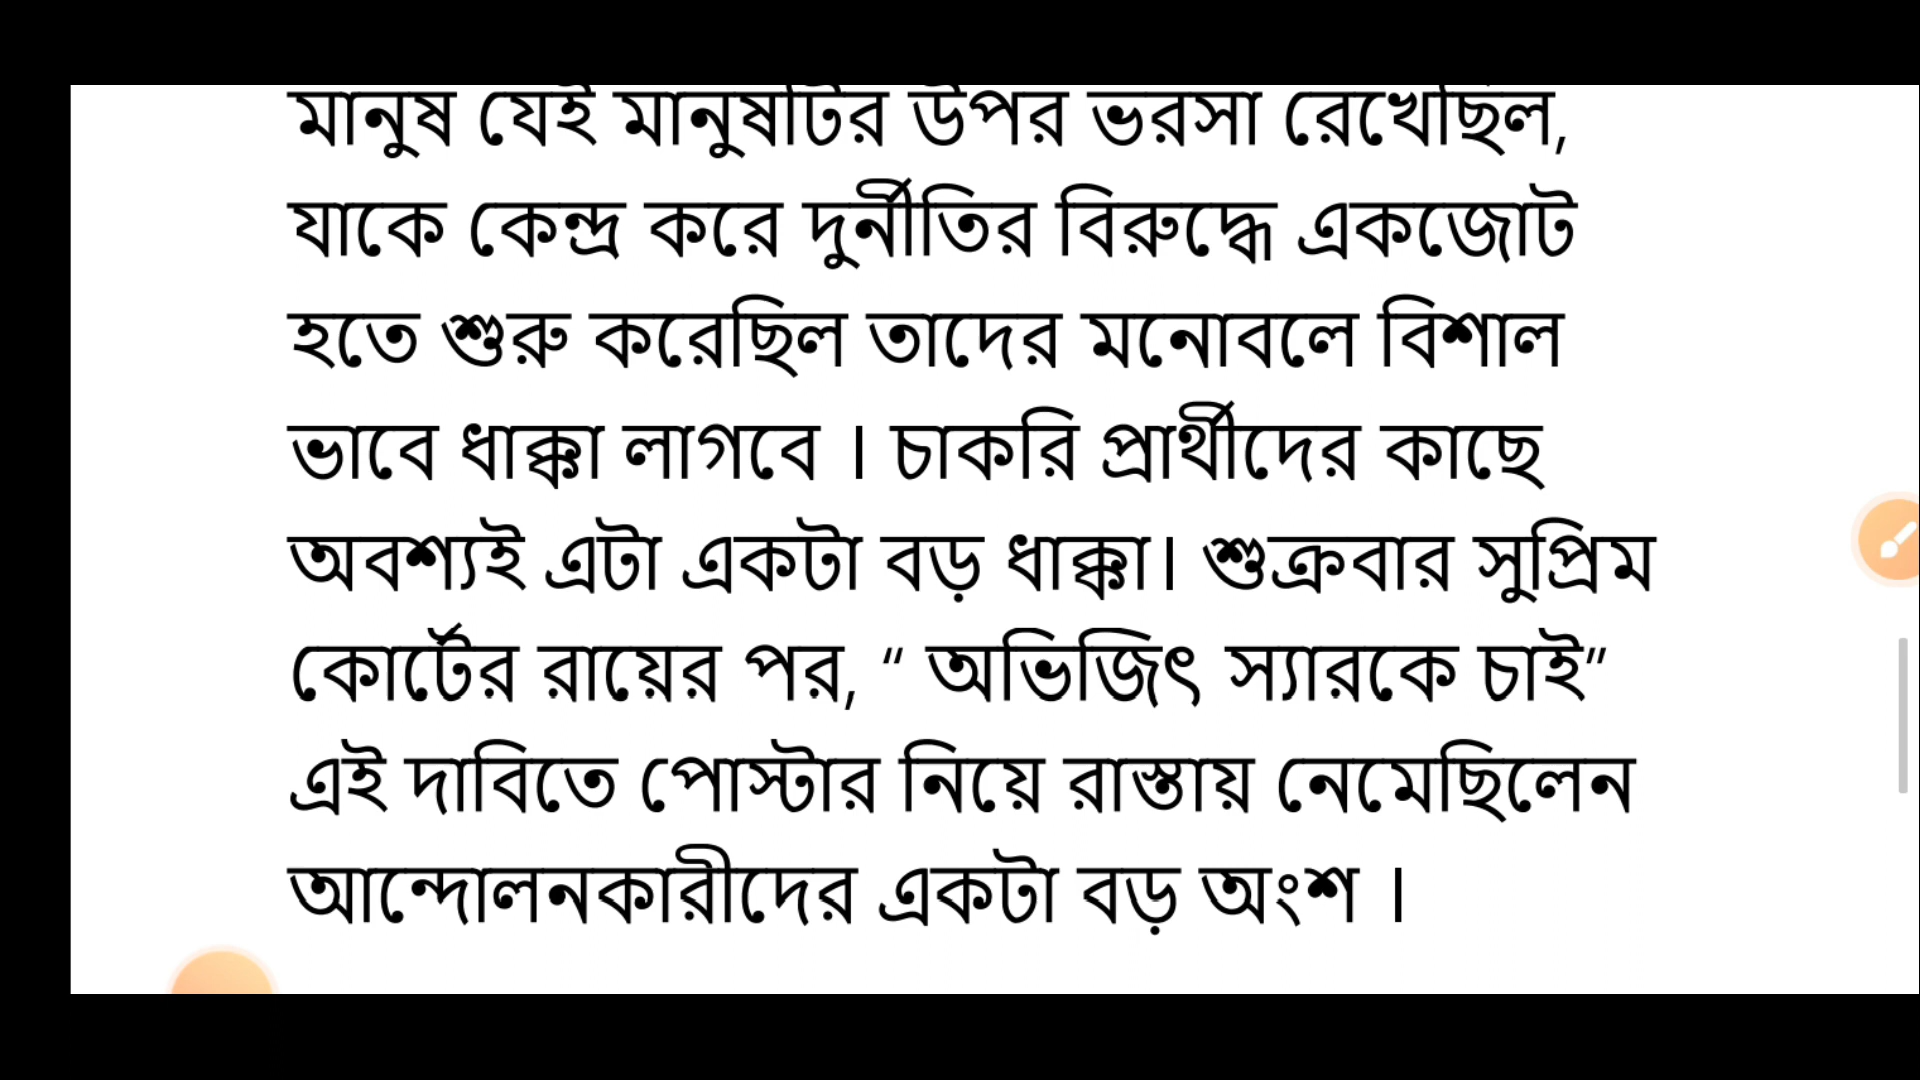 মানুষ যেই মানুষটির উপর ভরসা রেখেছিল,
যাকে কেন্দ্র করে দুর্নীতির বিরুদ্ধে একজোট
হতে শুরু করেছিল তাদের মনোবলে বিশাল
ভাবে ধাক্কা লাগবে । চাকরি প্রার্থীদের কাছে
অবশ্যই এটা একটা বড় ধাক্কা। শুক্রবার সুপ্রিম
কোর্টের রায়ের পর, “ অভিজিৎ স্যারকে চাই”
এই দাবিতে পোস্টার নিয়ে রাস্তায় নেমেছিলেন
আন্দোলনকারীদের একটা বড় অংশ ।